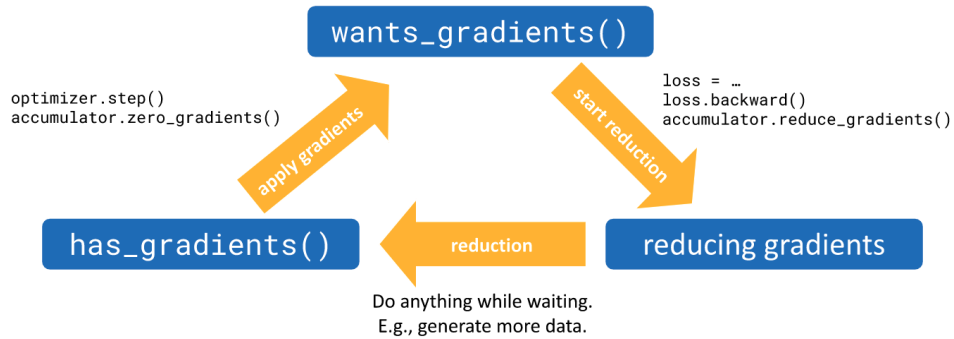 wants_gradients()
optimizer.step()
accumulator.zero_gradients()
apply gradients
start reduction
loss = …
loss.backward()
accumulator.reduce_gradients()
has_gradients()
reduction
reducing gradients
Do anything while waiting.
E.g., generate more data.